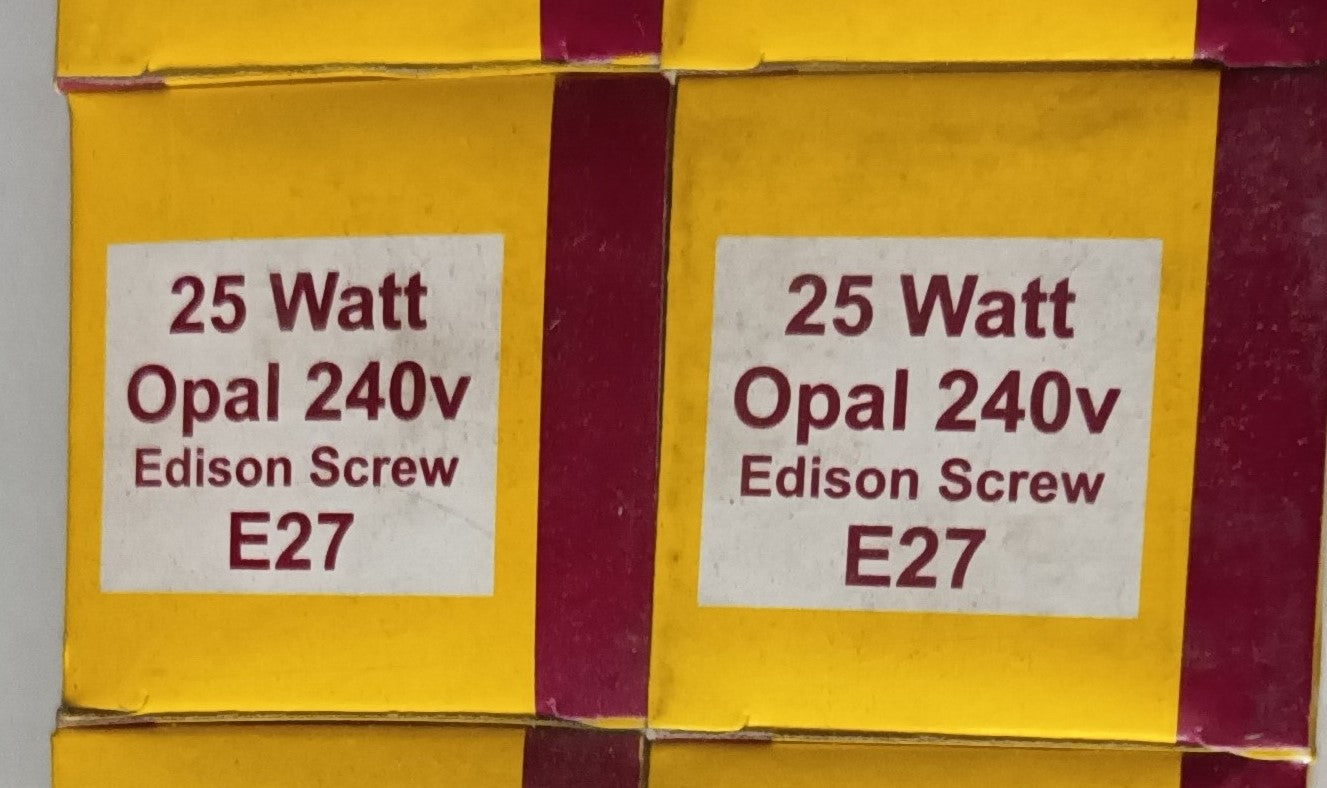 25 Watt
Opal 240v
Edison Screw
E27
25 Watt
Opal 240v
Edison Screw
E27